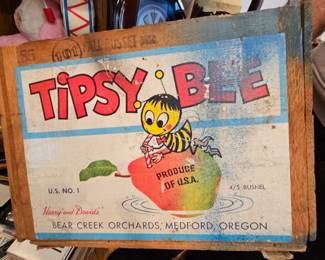 TIPSY BEE
PRODUCE
OF U.S.A.
U.S. NO. 1
4/5 BUSHEL
Harry and David's
BEAR CREEK ORCHARDS, MEDFORD, OREGON